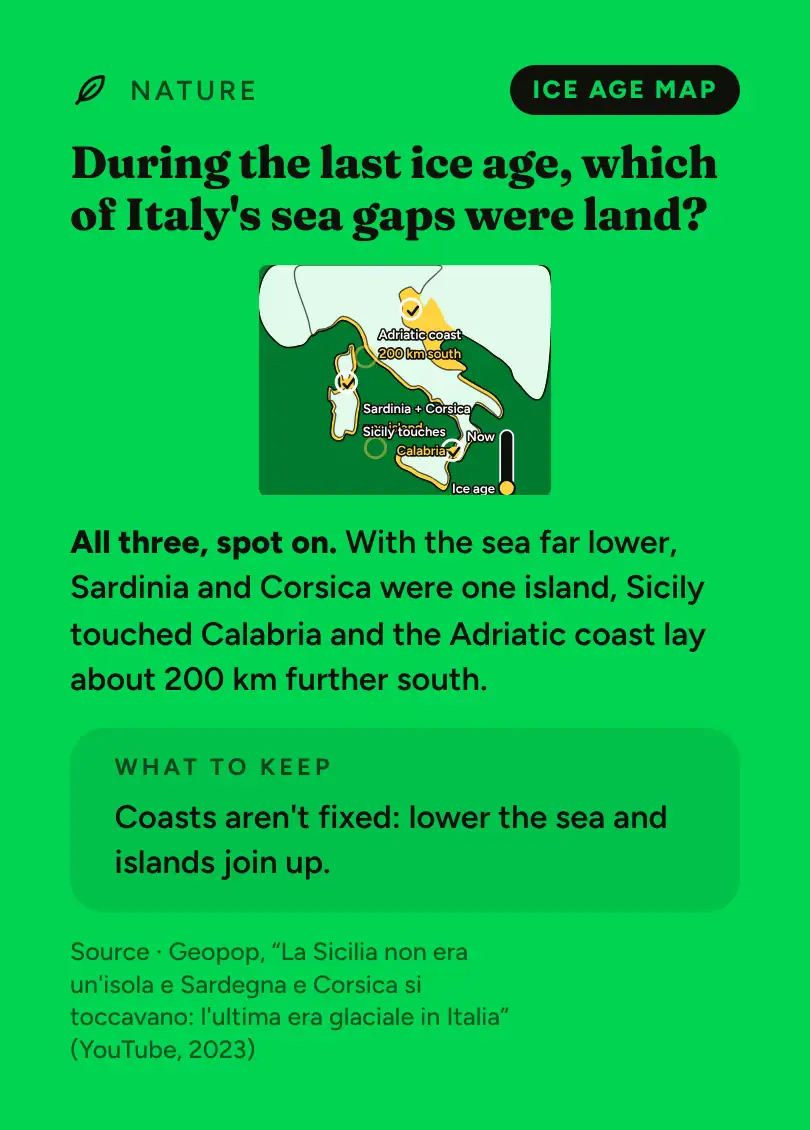 NATURE
ICE AGE MAP
During the last ice age, which
of Italy's sea gaps were land?
Adriatic coast
200 km south
Sardinia + Corsica
island
Sicily touches
Calabria
Now
Ice age
All three, spot on. With the sea far lower,
Sardinia and Corsica were one island, Sicily
touched Calabria and the Adriatic coast lay
about 200 km further south.
WHAT TO KEEP
Coasts aren't fixed: lower the sea and
islands join up.
Source · Geopop, “La Sicilia non era
un'isola e Sardegna e Corsica si
toccavano: l'ultima era glaciale in Italia”
(YouTube, 2023)